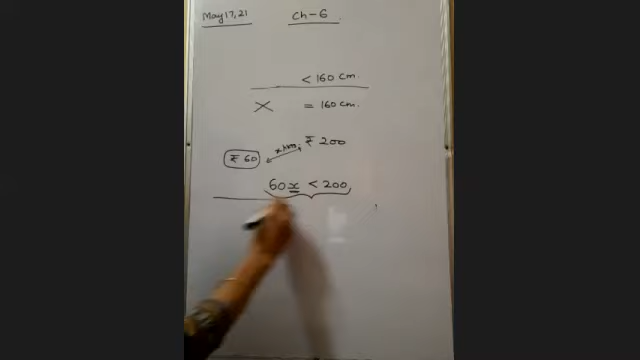 May 17, 21
Ch-6
< 160 cm.
X = 160 cm.
₹ 60 ₹ 200
60x < 200